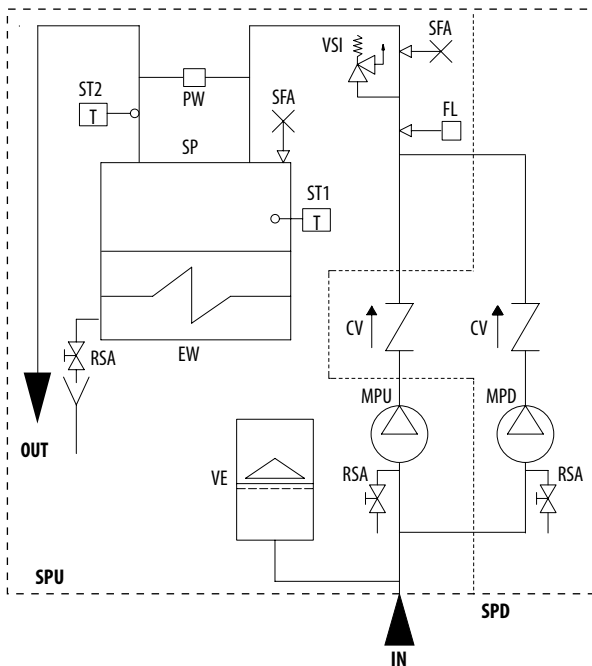 VSI
SFA
ST2
T
PW
SFA
FL
SP
ST1
T
CV
CV
RSA
EW
MPU
MPD
OUT
VE
RSA
RSA
SPU
SPD
IN